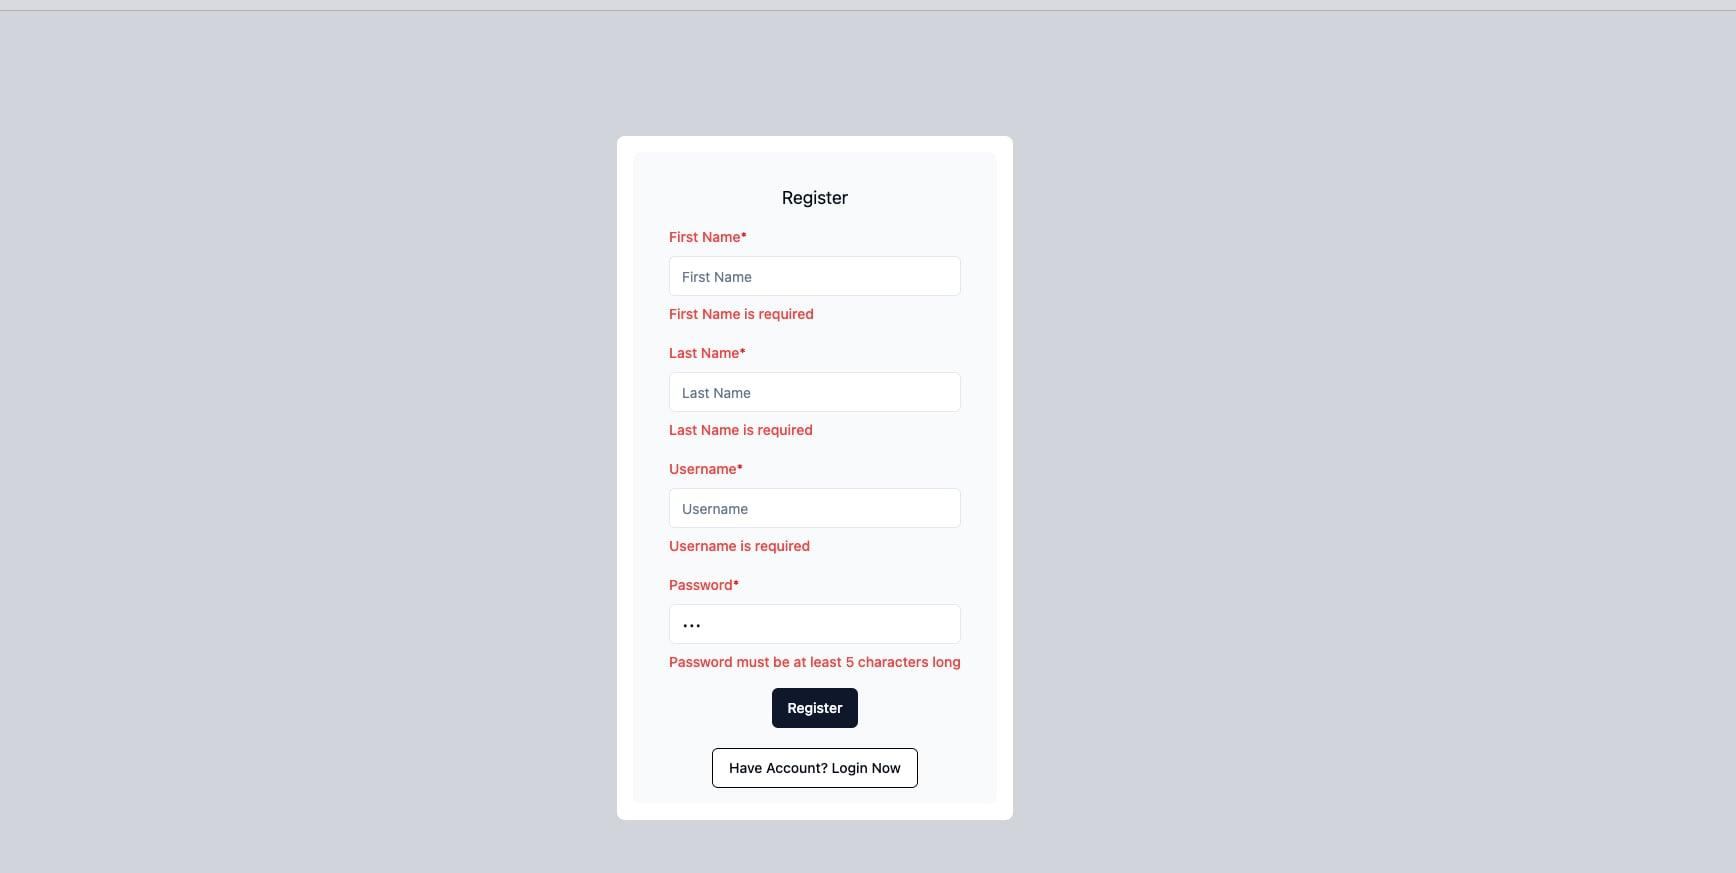 Register
First Name*
First Name
First Name is required
Last Name*
Last Name
Last Name is required
Username*
Username
Username is required
Password*
•••
Password must be at least 5 characters long
Register
Have Account? Login Now